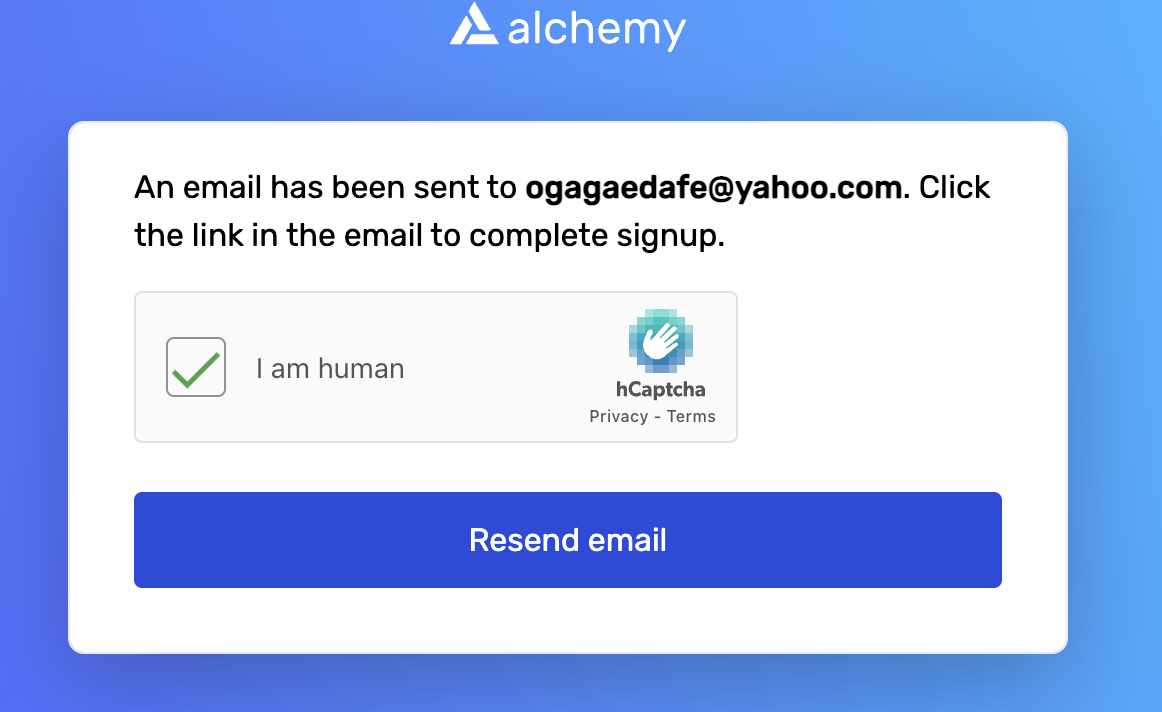 alchemy
An email has been sent to ogagaedafe@yahoo.com. Click
the link in the email to complete signup.
I am human
hCaptcha
Privacy - Terms
Resend email